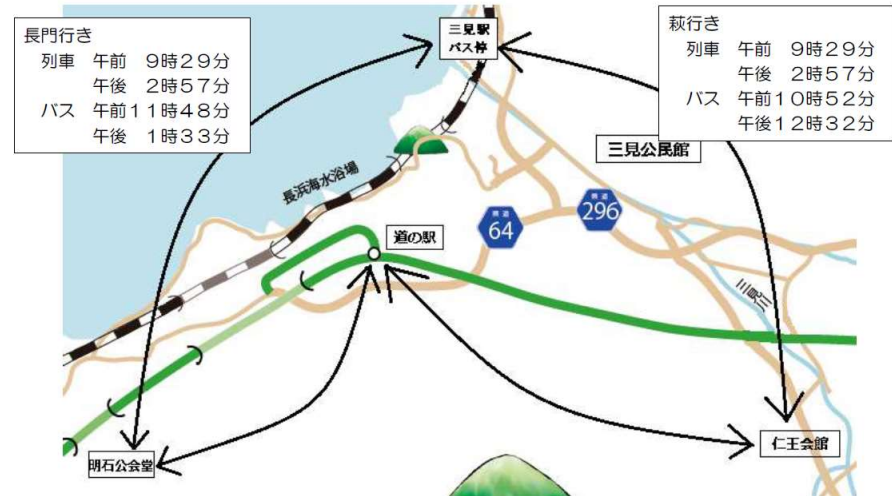 長門行き
列車 午前 9時29分
午後 2時57分
バス 午前11時48分
午後 1時33分
三見駅
バス停
萩行き
列車 午前 9時29分
午後 2時57分
バス 午前10時52分
午後12時32分
三見公民館
長浜海水浴場
道の駅
県道
64
県道
296
三見川
明石公会堂
仁王会館